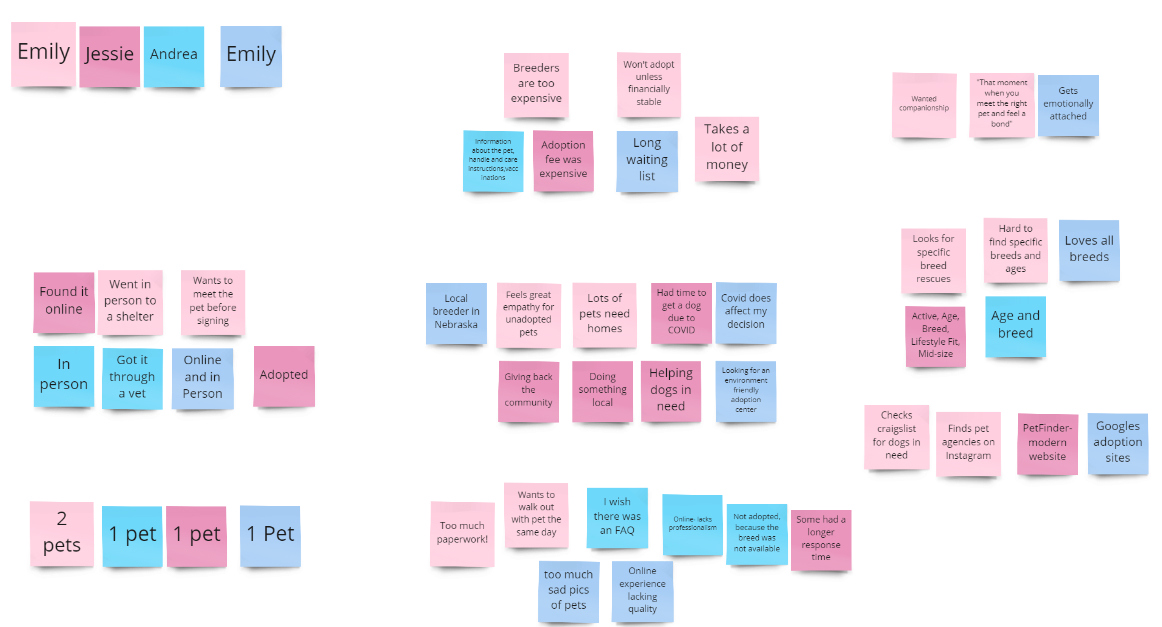 Emily
Jessie
Andrea
Emily
Breeders
are too
expensive
Won't adopt
unless
financially
stable
Information
about the pet,
handle and care
instructions,vacc
inations
Adoption
fee was
expensive
Long
waiting
list
Takes a
lot of
money
Wanted
companionship
"That moment
when you
meet the right
pet and feel a
bond"
Gets
emotionally
attached
Found it
online
Went in
person to
a shelter
Wants to
meet the
pet before
signing
In
person
Got it
through
a vet
Online
and in
Person
Adopted
Local
breeder in
Nebraska
Feels great
empathy for
unadopted
pets
Lots of
pets need
homes
Had time to
get a dog
due to
COVID
Covid does
affect my
decision
Giving back
the
community
Doing
something
local
Helping
dogs in
need
Looking for an
environment
friendly
adoption
center
Looks for
specific
breed
rescues
Hard to
find specific
breeds and
ages
Loves all
breeds
Active, Age,
Breed,
Lifestyle Fit,
Mid-size
Age and
breed
Checks
craigslist
for dogs in
need
Finds pet
agencies on
Instagram
PetFinder-
modern
website
Googles
adoption
sites
2
pets
1 pet
1 pet
1 Pet
Too much
paperwork!
Wants to
walk out
with pet the
same day
I wish
there was
an FAQ
Online- lacks
professionalism
Not adopted,
because the
breed was
not available
Some had a
longer
response
time
too much
sad pics
of pets
Online
experience
lacking
quality